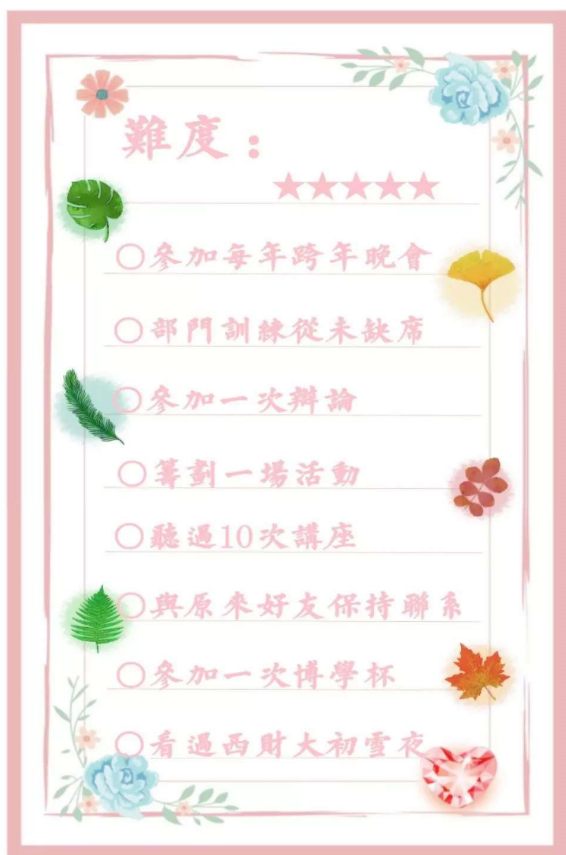 難度：
★★★★★
○參加每年跨年晚會
○部門訓練從未缺席
○參加一次辯論
○籌劃一場活動
○聽過10次講座
○與原來好友保持聯系
○參加一次博學杯
○看過西財大初雪夜